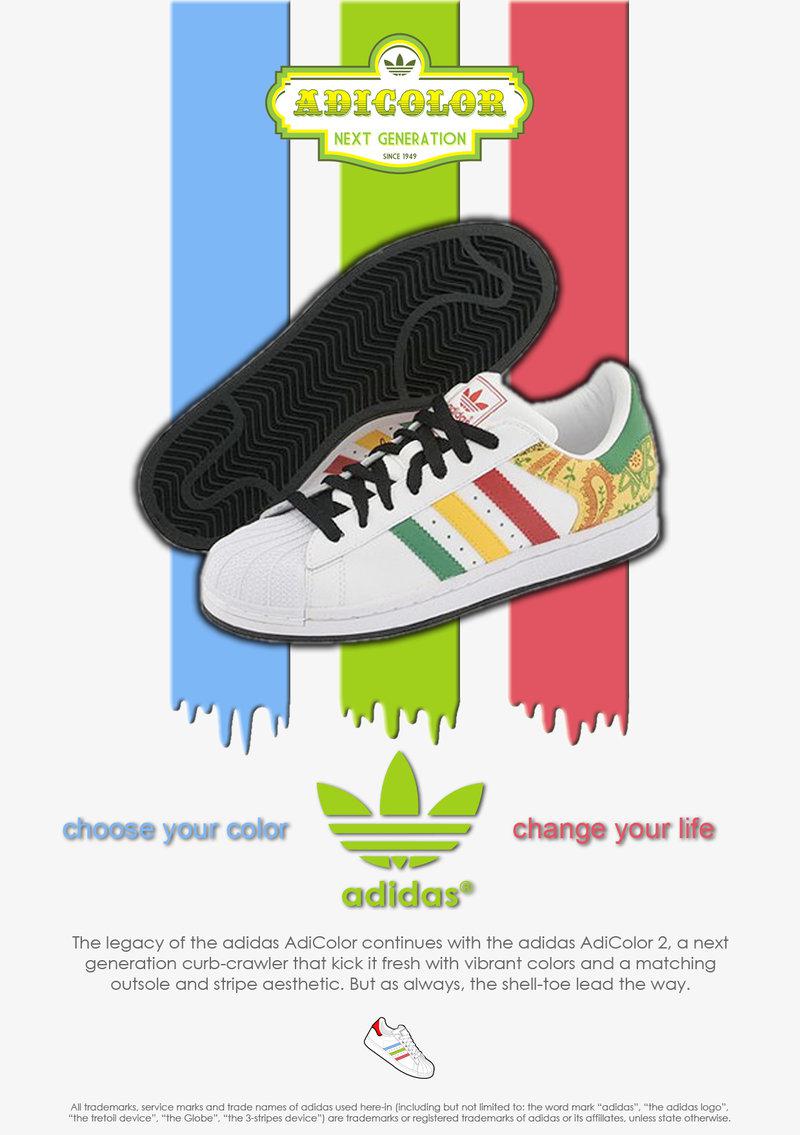 ADICOLOR
NEXT GENERATION
SINCE 1949
adidas
choose your color
change your life
adidas®
The legacy of the adidas AdiColor continues with the adidas AdiColor 2, a next
generation curb-crawler that kick it fresh with vibrant colors and a matching
outsole and stripe aesthetic. But as always, the shell-toe lead the way.
All trademarks, service marks and trade names of adidas used here-in (including but not limited to: the word mark “adidas”, “the adidas logo”,
“the tretoil device”, “the Globe”, “the 3-stripes device”) are trademarks or registered trademarks of adidas or its affillates, unless state otherwise.